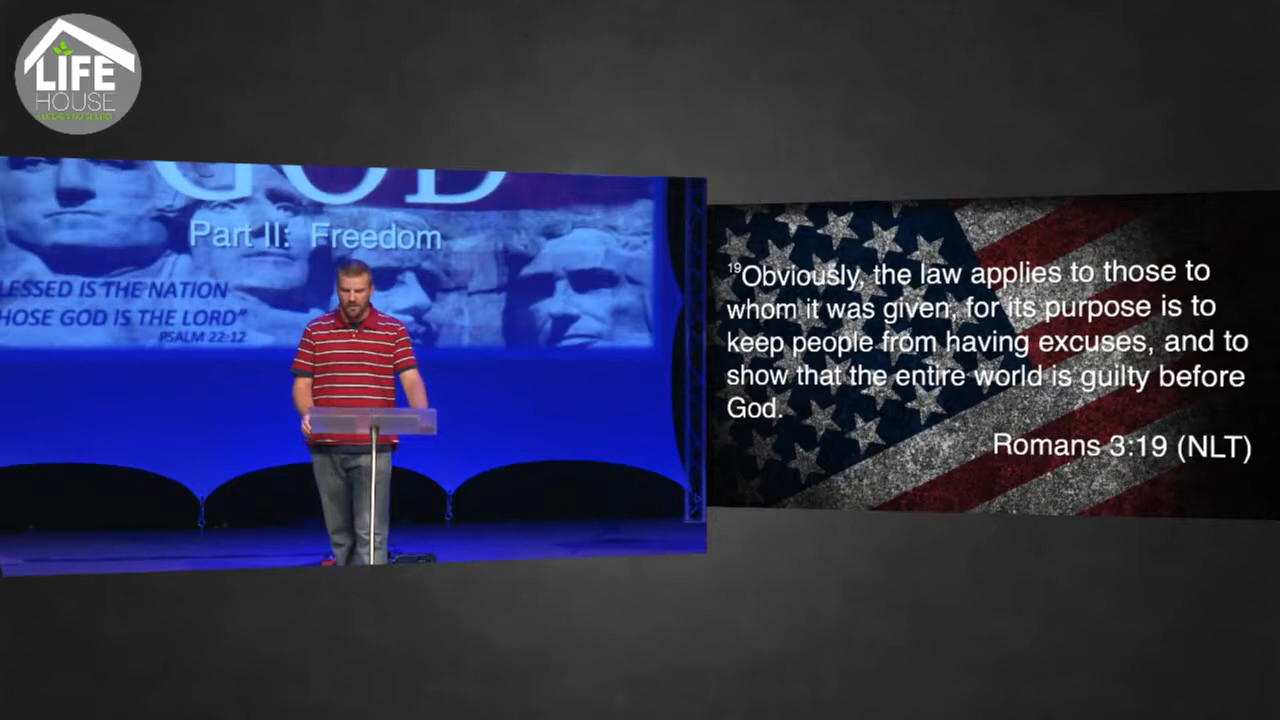 LIFE
HOUSE
GOD
Part II: Freedom
LESSED IS THE NATION
HOSE GOD IS THE LORD"
PSALM 22:12
19Obviously, the law applies to those to
whom it was given, for its purpose is to
keep people from having excuses, and to
show that the entire world is guilty before
God.
Romans 3:19 (NLT)